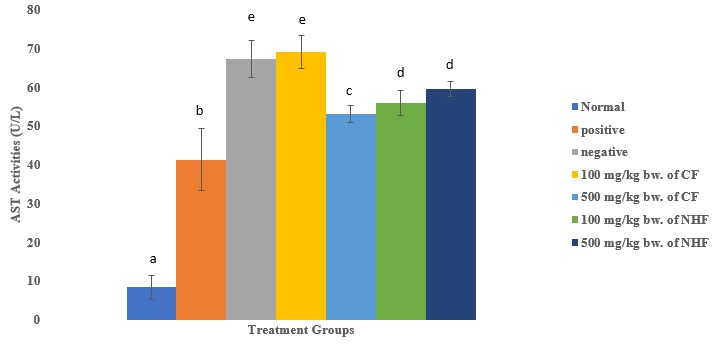 80
70
60
50
40
30
20
10
0
AST Activities (U/L)
a
b
e
e
c
d
d
Treatment Groups
Normal
positive
negative
100 mg/kg bw. of CF
500 mg/kg bw. of CF
100 mg/kg bw. of NHF
500 mg/kg bw. of NHF